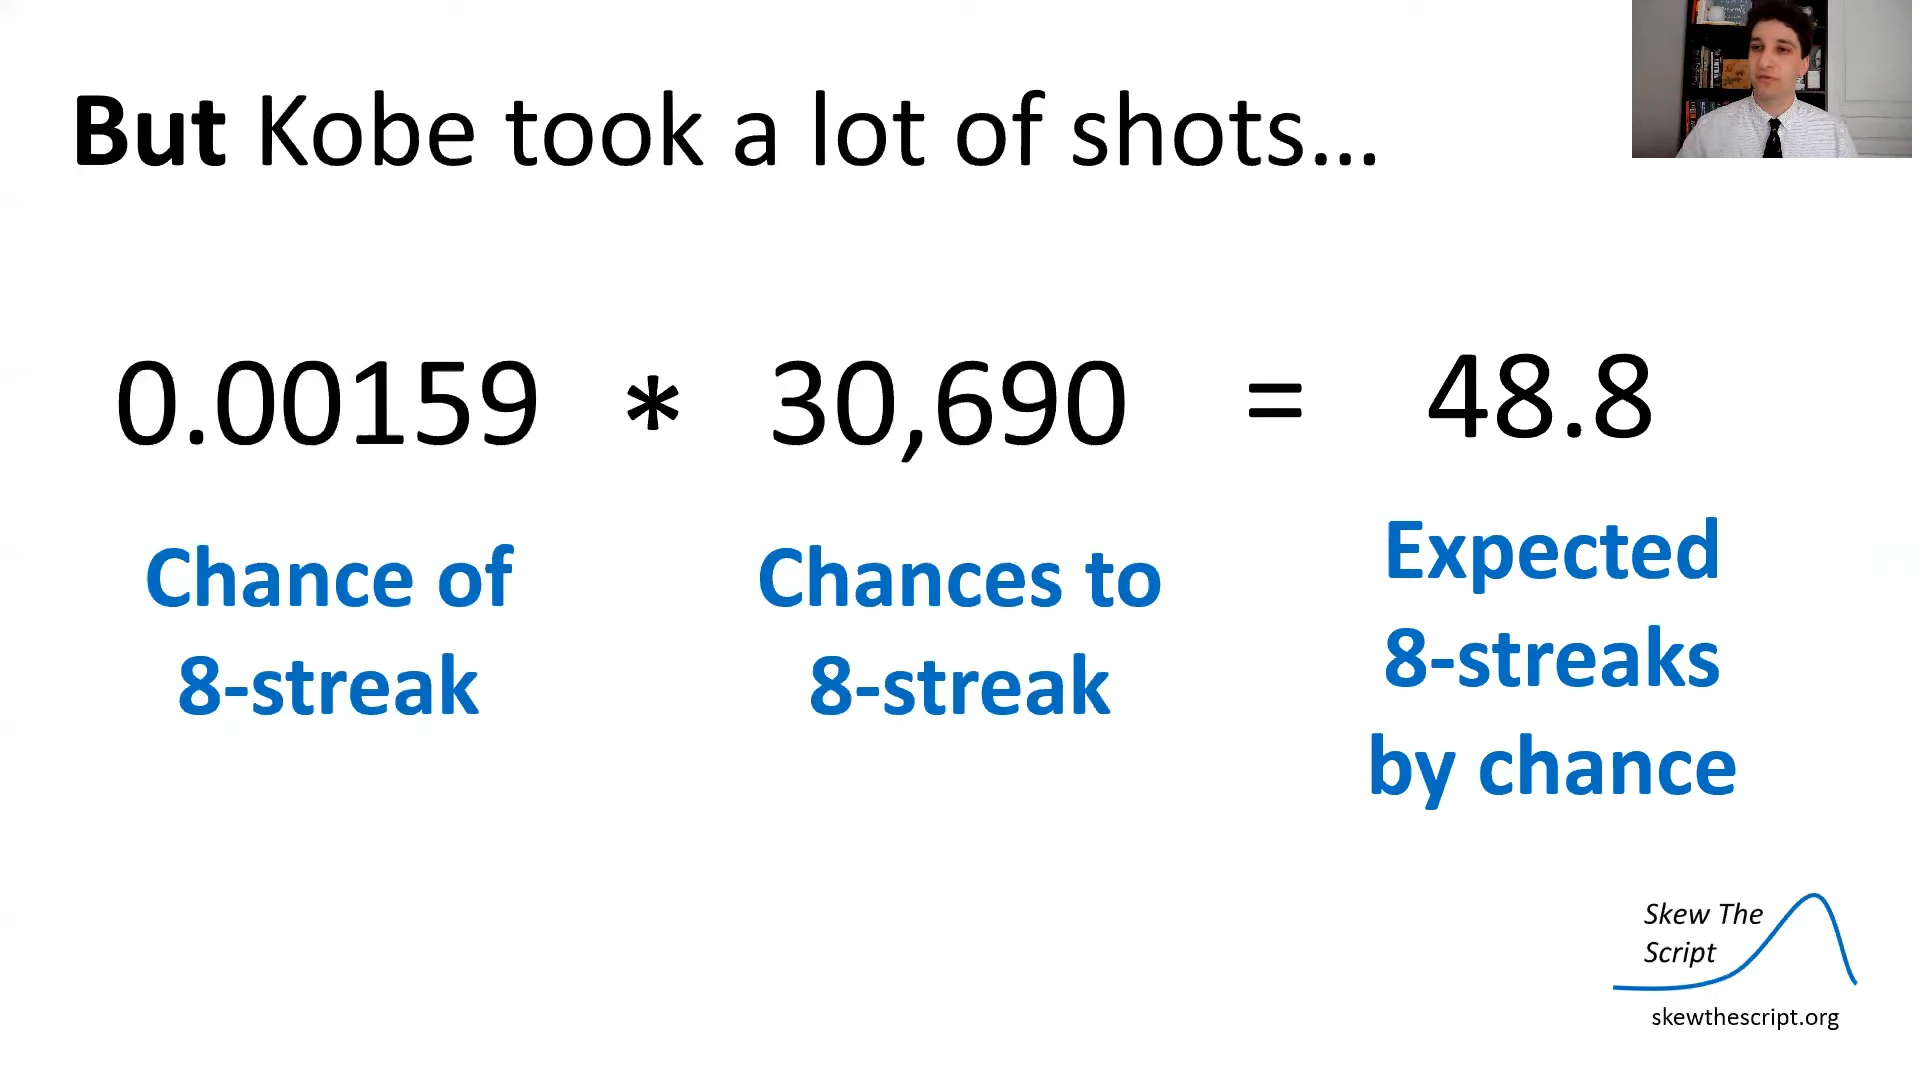 But Kobe took a lot of shots...
0.00159 * 30,690 = 48.8
Chance of
8-streak
Chances to
8-streak
Expected
8-streaks
by chance
Skew The
Script
skewthescript.org